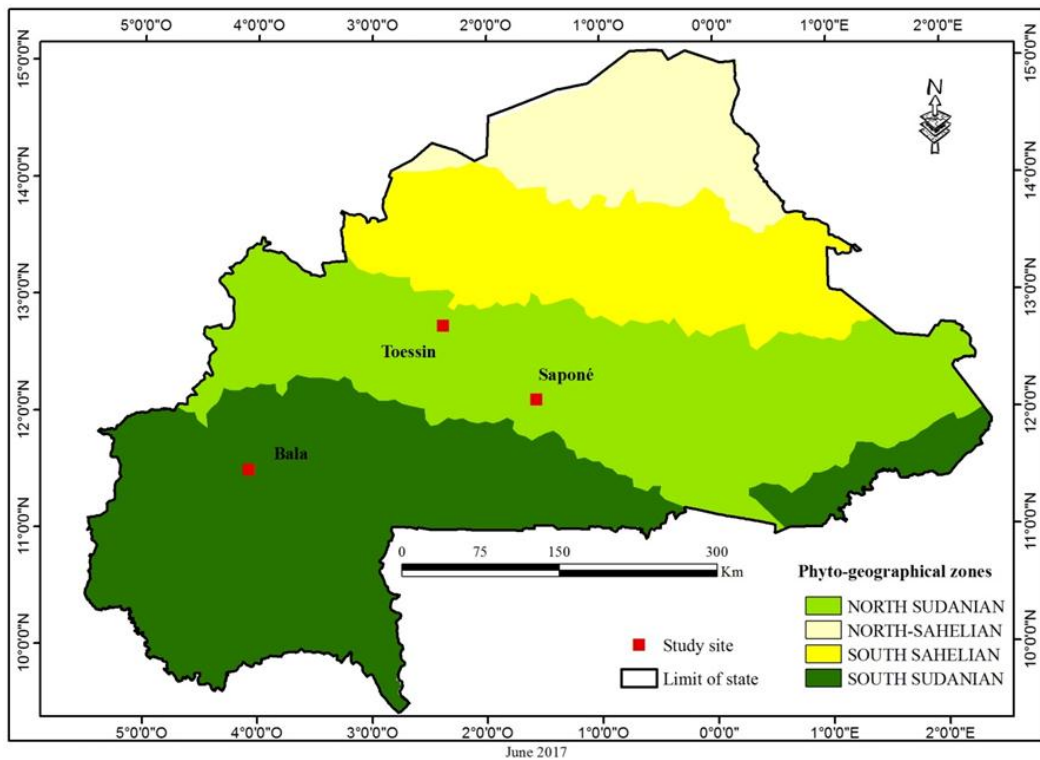 5°0'0"O 4°0'0"O 3°0'0"O 2°0'0"O 1°0'0"O 0°0'0" 1°0'0"E 2°0'0"E
15°0'0"N 15°0'0"N
N
14°0'0"N 14°0'0"N
13°0'0"N 13°0'0"N
Toessin
Saponé
12°0'0"N 12°0'0"N
Bala
11°0'0"N 11°0'0"N
0 75 150 300
Km
Phyto-geographical zones
NORTH SUDANIAN
NORTH-SAHELIAN
SOUTH SAHELIAN
SOUTH SUDANIAN
Study site
Limit of state
10°0'0"N 10°0'0"N
5°0'0"O 4°0'0"O 3°0'0"O 2°0'0"O 1°0'0"O 0°0'0" 1°0'0"E 2°0'0"E
June 2017